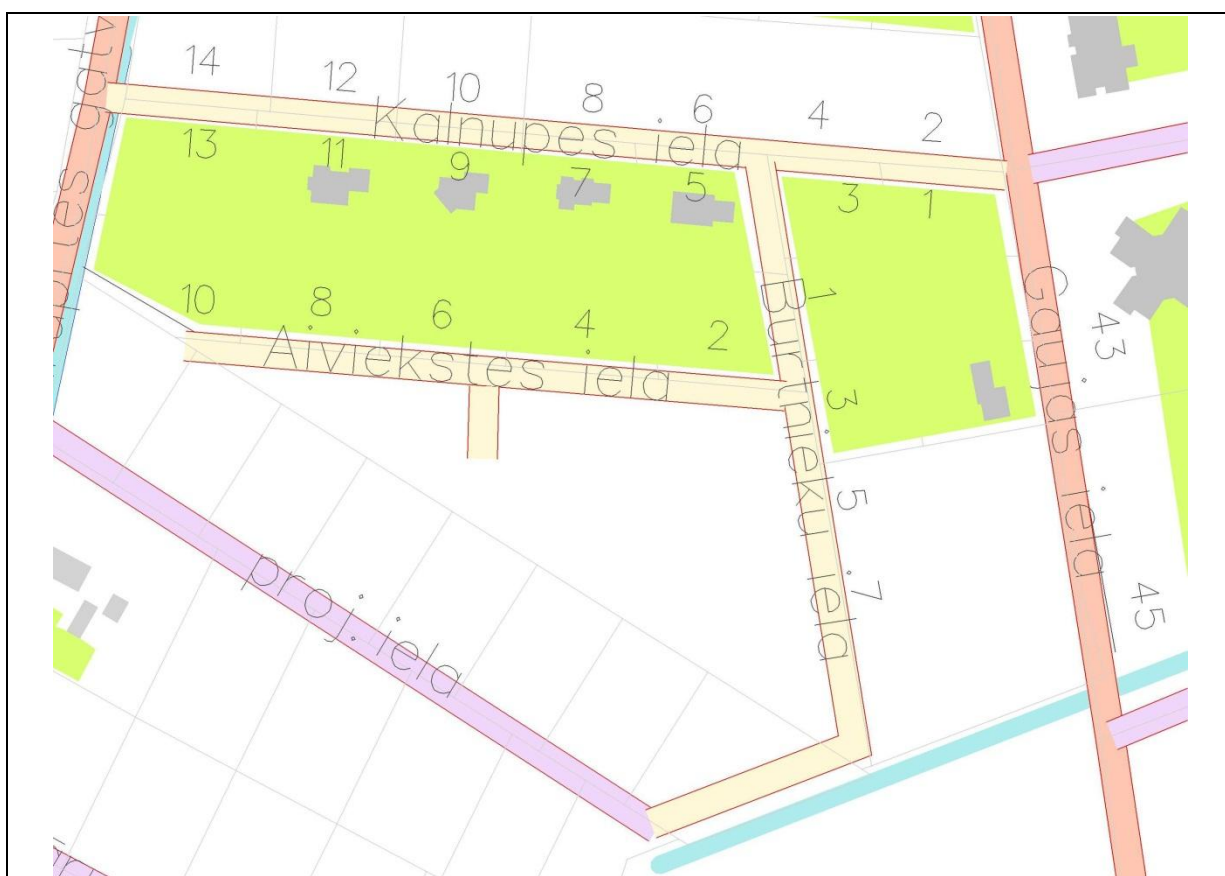 14 12 10 8 6 4 2
Kalnupes iela
13 11 9 7 5 3 1
10 8 6 4 2
Aiviekstes iela
1 3 5 7
Burtnieku iela
43 45
Gaujas iela
proj. iela